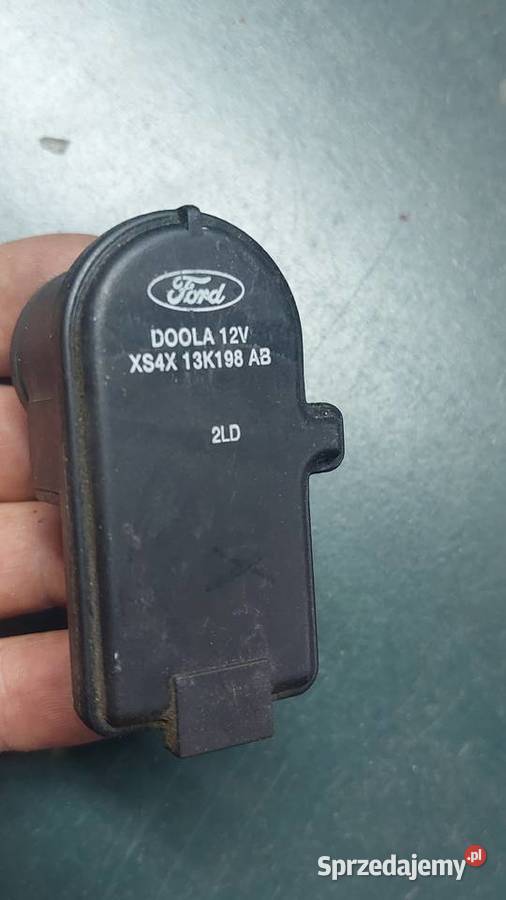 Ford
DOOLA 12V
XS4X 13K198 AB
2LD
Sprzedajemy.pl